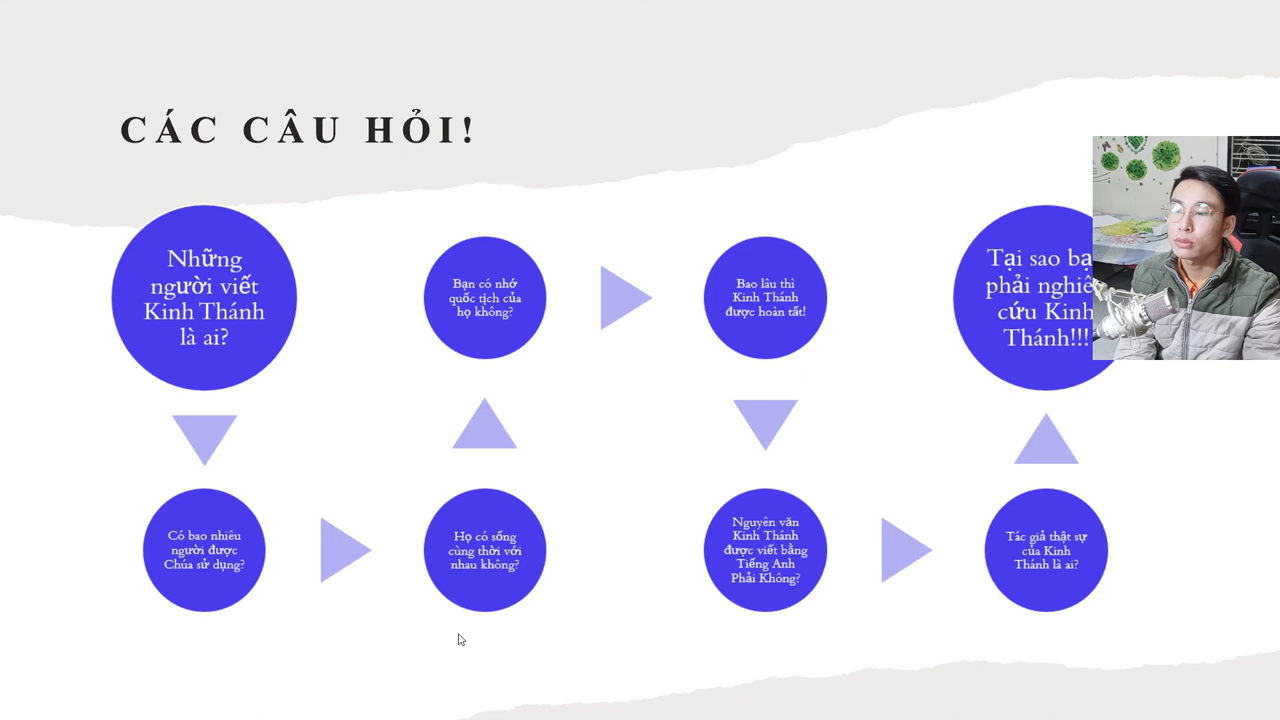 CÁC CÂU HỎI!
Những
người viết
Kinh Thánh
là ai?
Có bao nhiêu
người được
Chúa sử dụng?
Họ có sống
cùng thời với
nhau không?
Bạn có nhớ
quốc tịch của
họ không?
Bao lâu thì
Kinh Thánh
được hoàn tất!
Nguyên văn
Kinh Thánh
được viết bằng
Tiếng Anh
Phải Không?
Tác giả thật sự
của Kinh
Thánh là ai?
Tại sao
phải
cứu Kinh
Thánh!!!